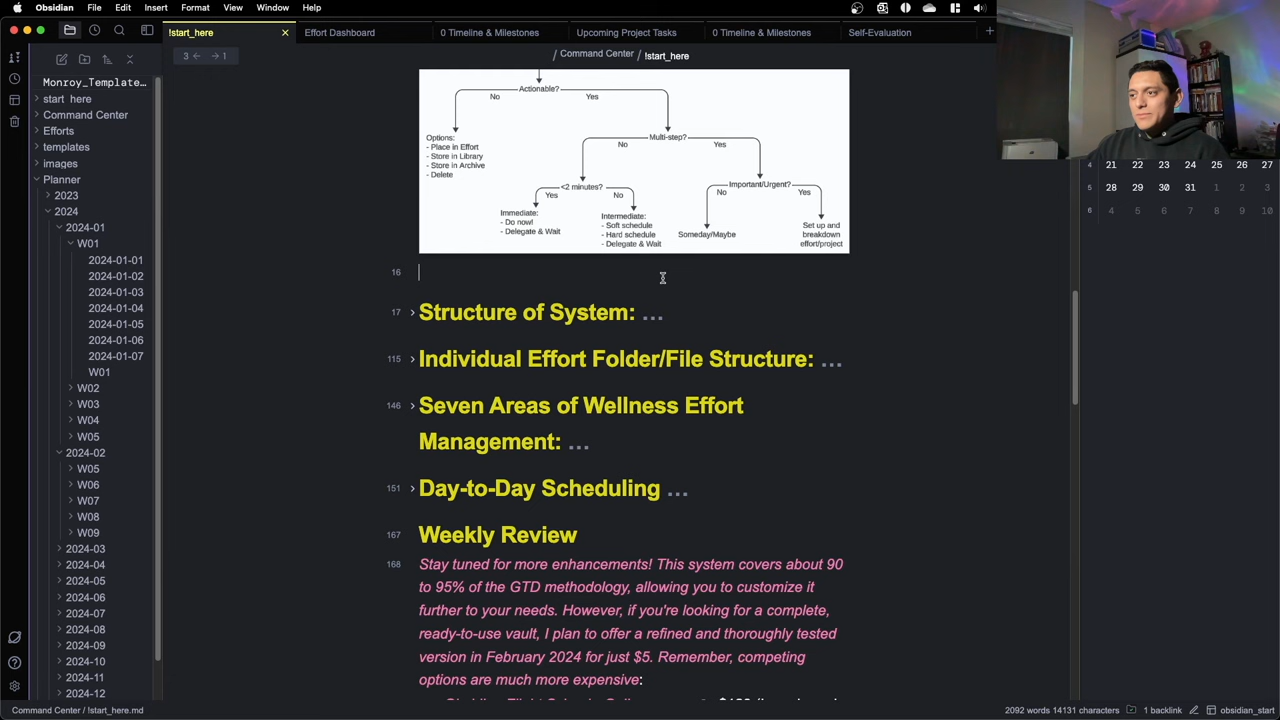 Obsidian File Edit Insert Format View Window Help
!start_here
Effort Dashboard
0 Timeline & Milestones
Upcoming Project Tasks
0 Timeline & Milestones
Self-Evaluation
3 ← → 1
/ Command Center / !start_here
Monroy_Template...
start here
Command Center
Efforts
templates
images
Planner
2023
2024
2024-01
W01
2024-01-01
2024-01-02
2024-01-03
2024-01-04
2024-01-05
2024-01-06
2024-01-07
W01
W02
W03
W04
W05
2024-02
W05
W06
W07
W08
W09
2024-03
2024-04
2024-05
2024-06
2024-07
2024-08
2024-09
2024-10
2024-11
2024-12
Actionable?
No Yes
Options:
- Place in Effort
- Store in Library
- Store in Archive
- Delete
Multi-step?
No Yes
<2 minutes?
Yes No
Immediate:
- Do now!
- Delegate & Wait
Intermediate:
- Soft schedule
- Hard schedule
- Delegate & Wait
Important/Urgent?
No Yes
Someday/Maybe
Set up and
breakdown
effort/project
16
17 Structure of System: ...
115 Individual Effort Folder/File Structure: ...
146 Seven Areas of Wellness Effort
Management: ...
151 Day-to-Day Scheduling ...
167 Weekly Review
168 Stay tuned for more enhancements! This system covers about 90
to 95% of the GTD methodology, allowing you to customize it
further to your needs. However, if you're looking for a complete,
ready-to-use vault, I plan to offer a refined and thoroughly tested
version in February 2024 for just $5. Remember, competing
options are much more expensive:
4 21 22 23 24 25 26 27
5 28 29 30 31 1 2 3
6 4 5 6 7 8 9 10
Command Center / !start_here.md
2092 words 14131 characters
1 backlink
obsidian_start